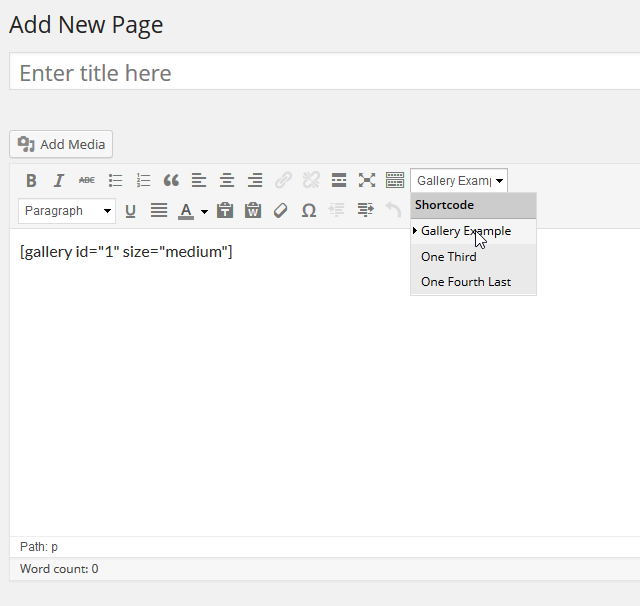 Add New Page
Enter title here
Add Media
B I ABC Gallery Examp
Paragraph U A T W Ω
Shortcode
Gallery Example
[gallery id="1" size="medium"]
One Third
One Fourth Last
Path: p
Word count: 0